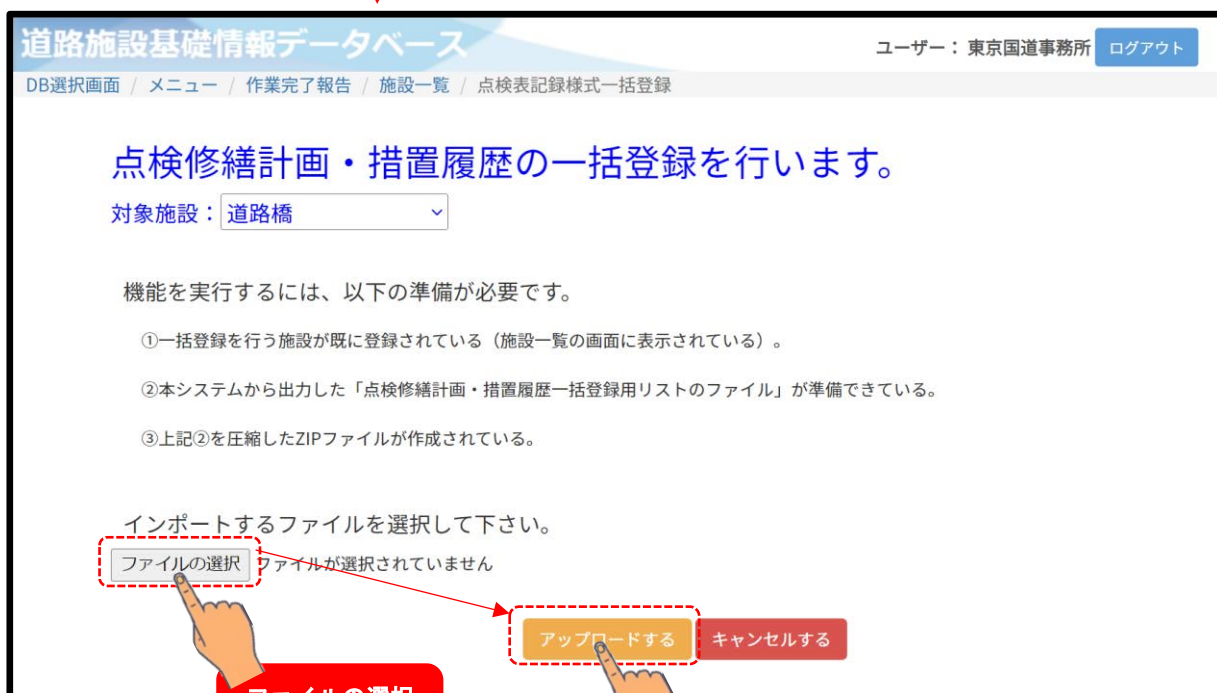 道路施設基礎情報データベース
ユーザー： 東京国道事務所 ログアウト
DB選択画面 / メニュー / 作業完了報告 / 施設一覧 / 点検表記録様式一括登録
点検修繕計画・措置履歴の一括登録を行います。
対象施設： 道路橋
機能を実行するには、以下の準備が必要です。
①一括登録を行う施設が既に登録されている（施設一覧の画面に表示されている）。
②本システムから出力した「点検修繕計画・措置履歴一括登録用リストのファイル」が準備できている。
③上記②を圧縮したZIPファイルが作成されている。
インポートするファイルを選択して下さい。
ファイルの選択 ファイルが選択されていません
アップロードする キャンセルする
ファイルの選択